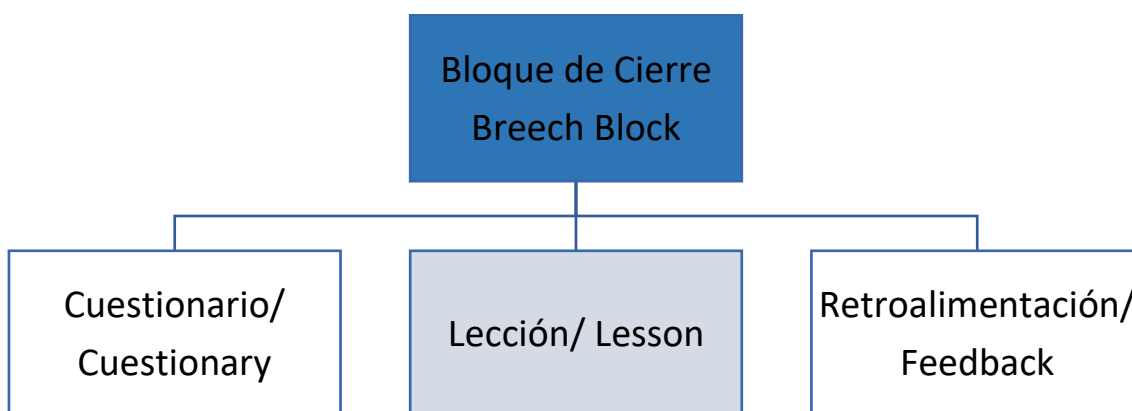 Bloque de Cierre
Breech Block
Cuestionario/
Cuestionary
Lección/ Lesson
Retroalimentación/
Feedback